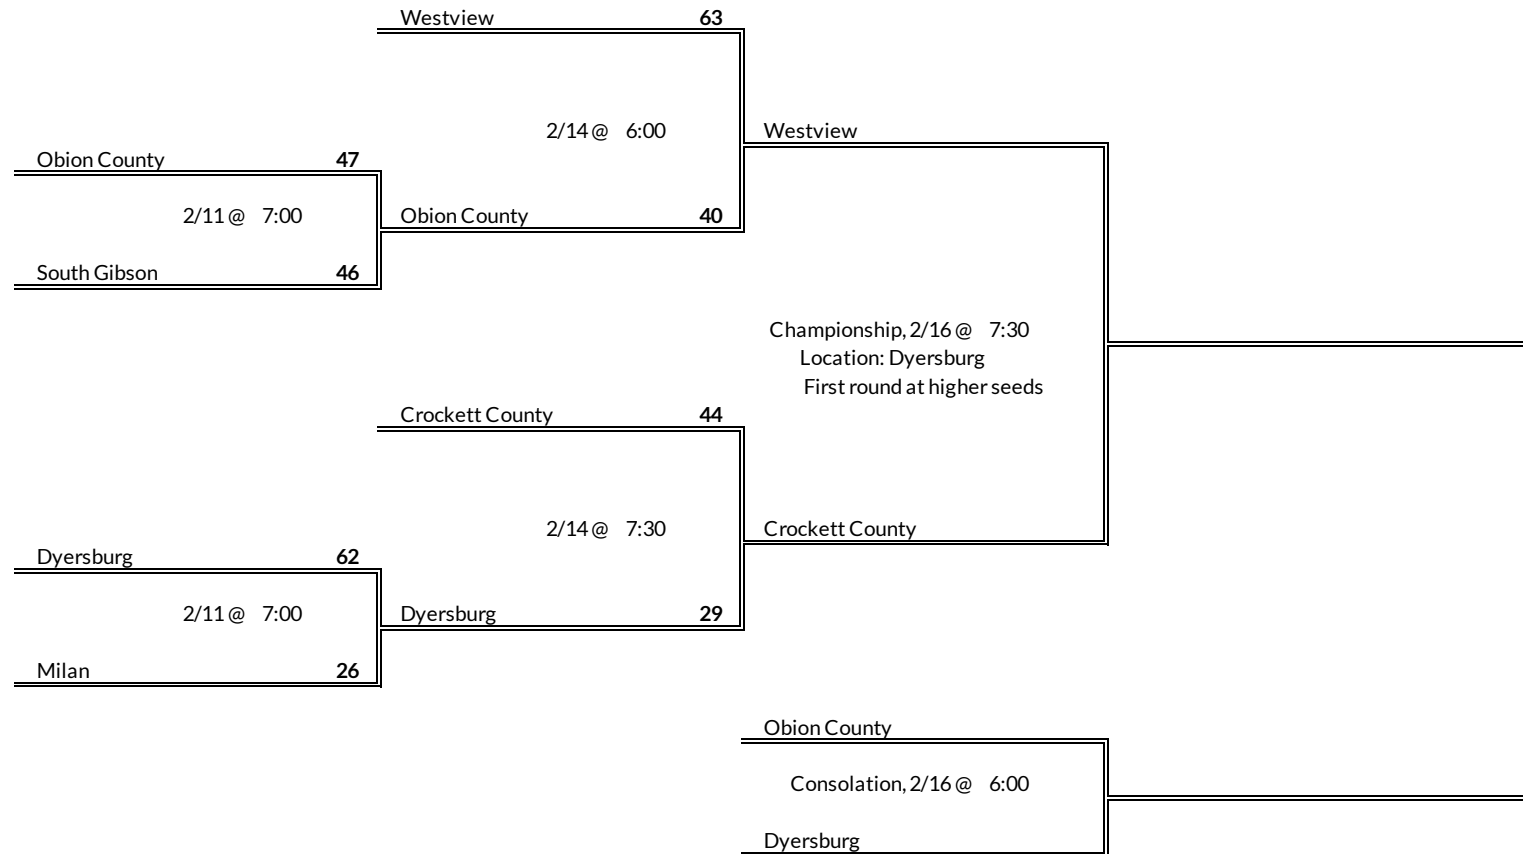 Westview 63
2/14 @ 6:00
Westview
Obion County 47
2/11 @ 7:00
Obion County 40
South Gibson 46
Championship, 2/16 @ 7:30
Location: Dyersburg
First round at higher seeds
Crockett County 44
2/14 @ 7:30
Crockett County
Dyersburg 62
2/11 @ 7:00
Dyersburg 29
Milan 26
Obion County
Consolation, 2/16 @ 6:00
Dyersburg